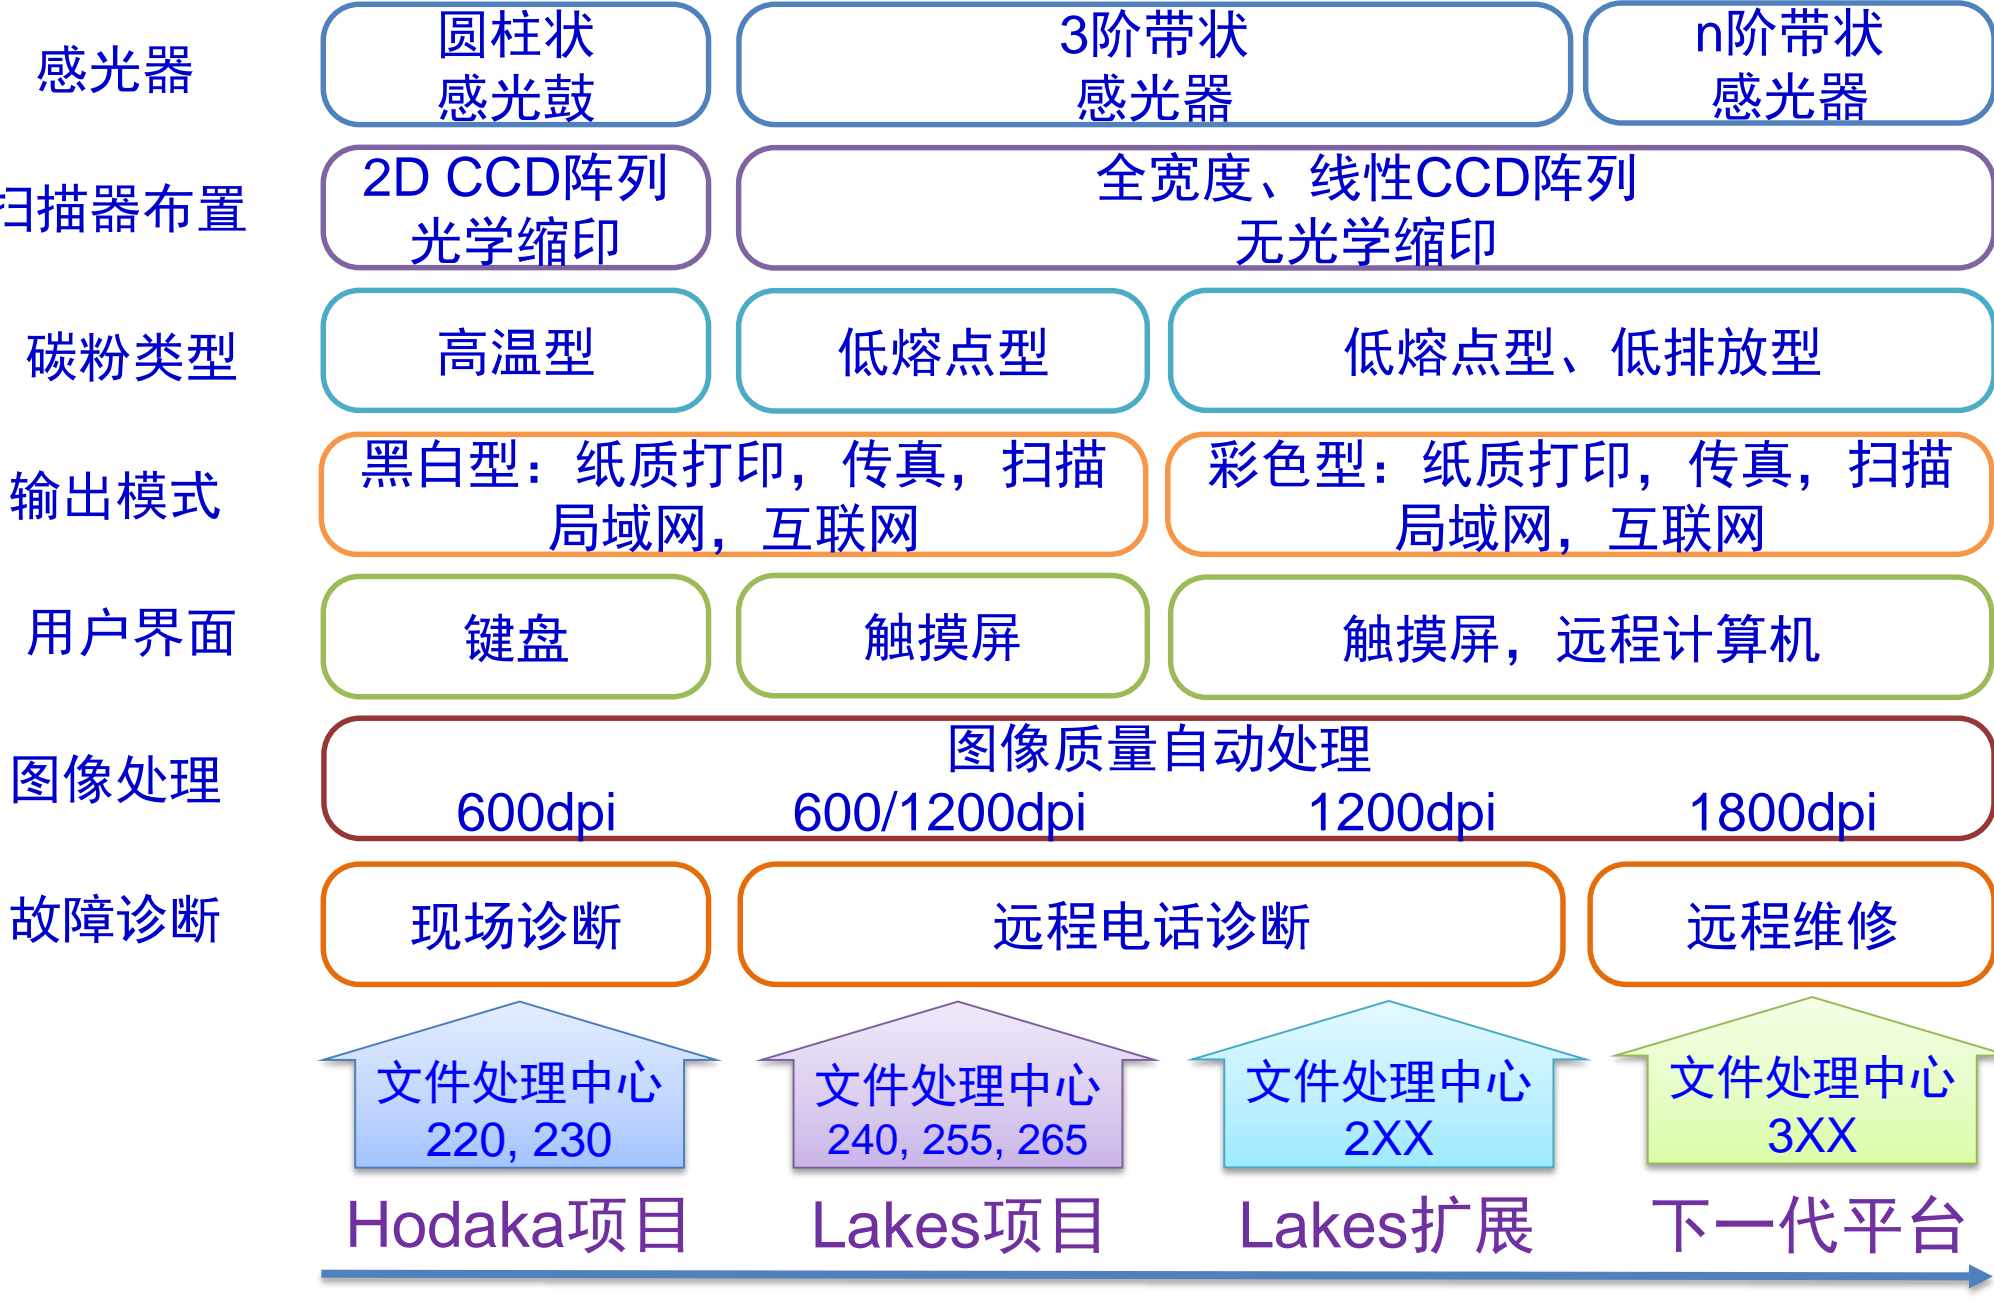 感光器
圆柱状
感光鼓
3阶带状
感光器
n阶带状
感光器
扫描器布置
2D CCD阵列
光学缩印
全宽度、线性CCD阵列
无光学缩印
碳粉类型
高温型
低熔点型
低熔点型、低排放型
输出模式
黑白型：纸质打印，传真，扫描
局域网，互联网
彩色型：纸质打印，传真，扫描
局域网，互联网
用户界面
键盘
触摸屏
触摸屏，远程计算机
图像处理
图像质量自动处理
600dpi
600/1200dpi
1200dpi
1800dpi
故障诊断
现场诊断
远程电话诊断
远程维修
文件处理中心
220, 230
文件处理中心
240, 255, 265
文件处理中心
2XX
文件处理中心
3XX
Hodaka项目
Lakes项目
Lakes扩展
下一代平台